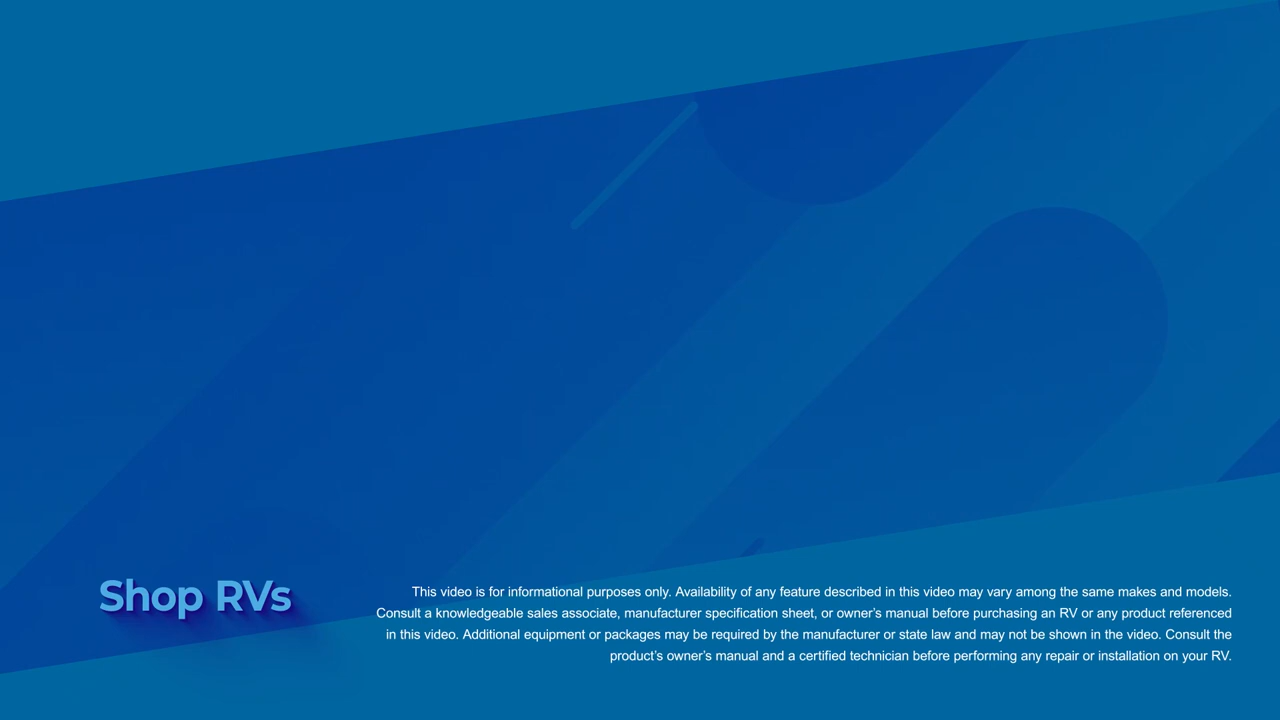 Shop RVs
This video is for informational purposes only. Availability of any feature described in this video may vary among the same makes and models.
Consult a knowledgeable sales associate, manufacturer specification sheet, or owner’s manual before purchasing an RV or any product referenced
in this video. Additional equipment or packages may be required by the manufacturer or state law and may not be shown in the video. Consult the
product’s owner’s manual and a certified technician before performing any repair or installation on your RV.